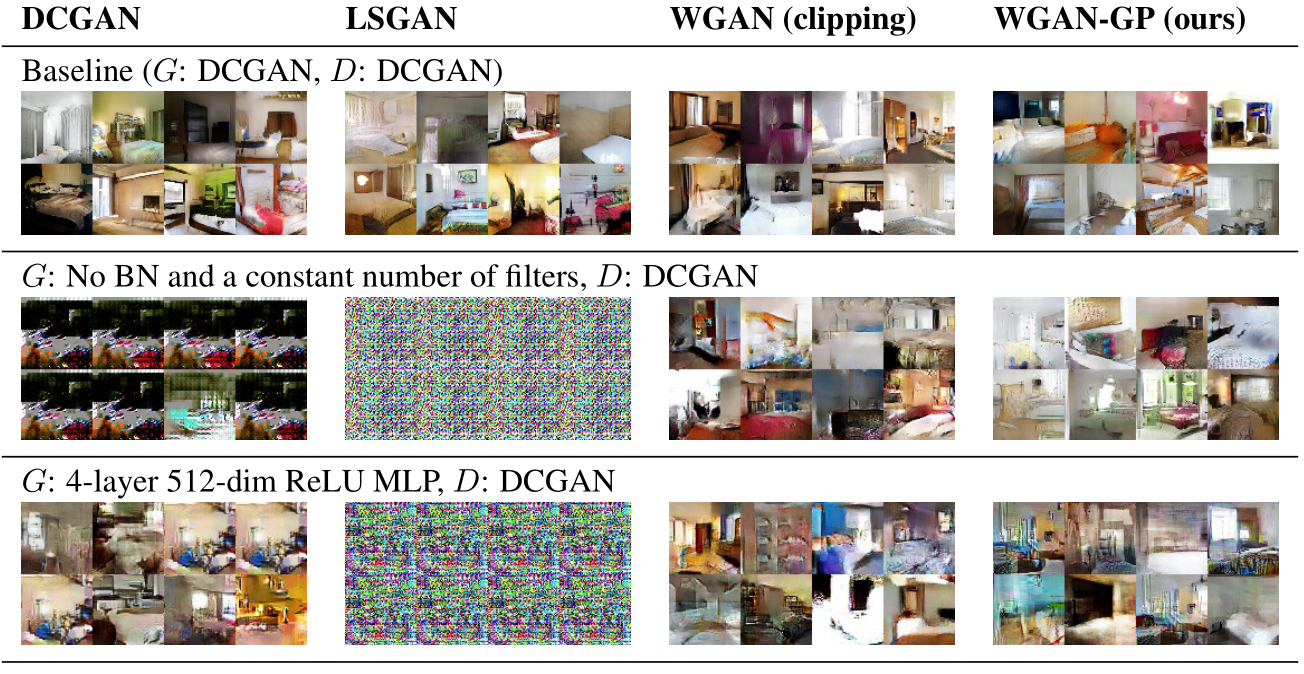 DCGAN LSGAN WGAN (clipping) WGAN-GP (ours)
Baseline (G: DCGAN, D: DCGAN)
G: No BN and a constant number of filters, D: DCGAN
G: 4-layer 512-dim ReLU MLP, D: DCGAN